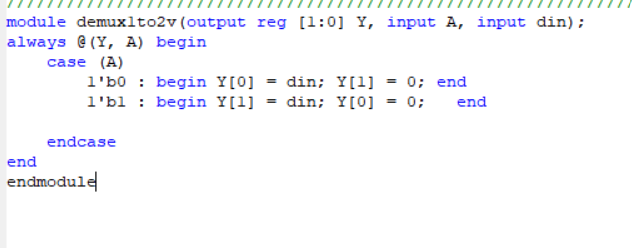 ////////////////////////////////////////////////////////////////////////////////
module demux1to2v(output reg [1:0] Y, input A, input din);
always @(Y, A) begin
    case (A)
        1'b0 : begin Y[0] = din; Y[1] = 0; end
        1'b1 : begin Y[1] = din; Y[0] = 0;   end
    endcase
end
endmodule